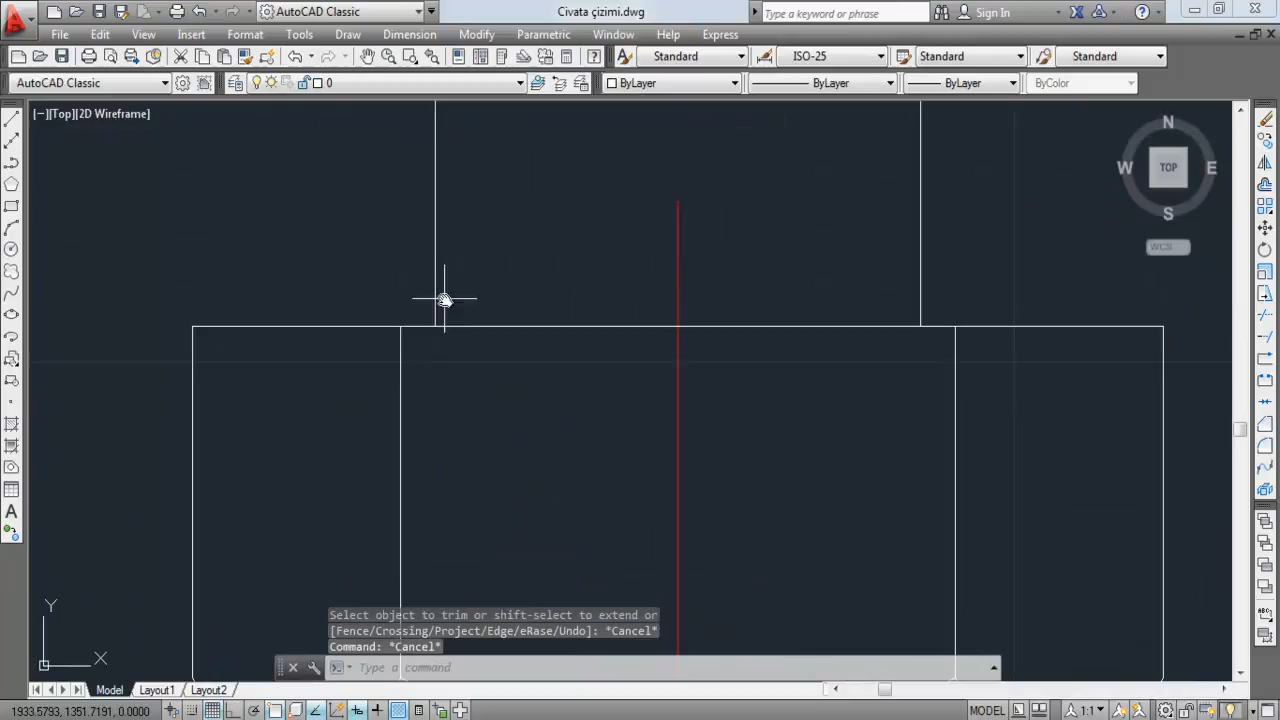 AutoCAD Classic
Civata çizimi.dwg
Type a keyword or phrase
Sign In
File Edit View Insert Format Tools Draw Dimension Modify Parametric Window Help Express
Standard ISO-25 Standard Standard
AutoCAD Classic 0 ByLayer ByLayer ByLayer ByColor
[−][Top][2D Wireframe]
N
W TOP E
S
WCS
A
Select object to trim or shift-select to extend or
[Fence/Crossing/Project/Edge/eRase/Undo]: *Cancel*
Command: *Cancel*
Type a command
Y
X
Model Layout1 Layout2
1933.5793, 1351.7191, 0.0000 MODEL 1:1